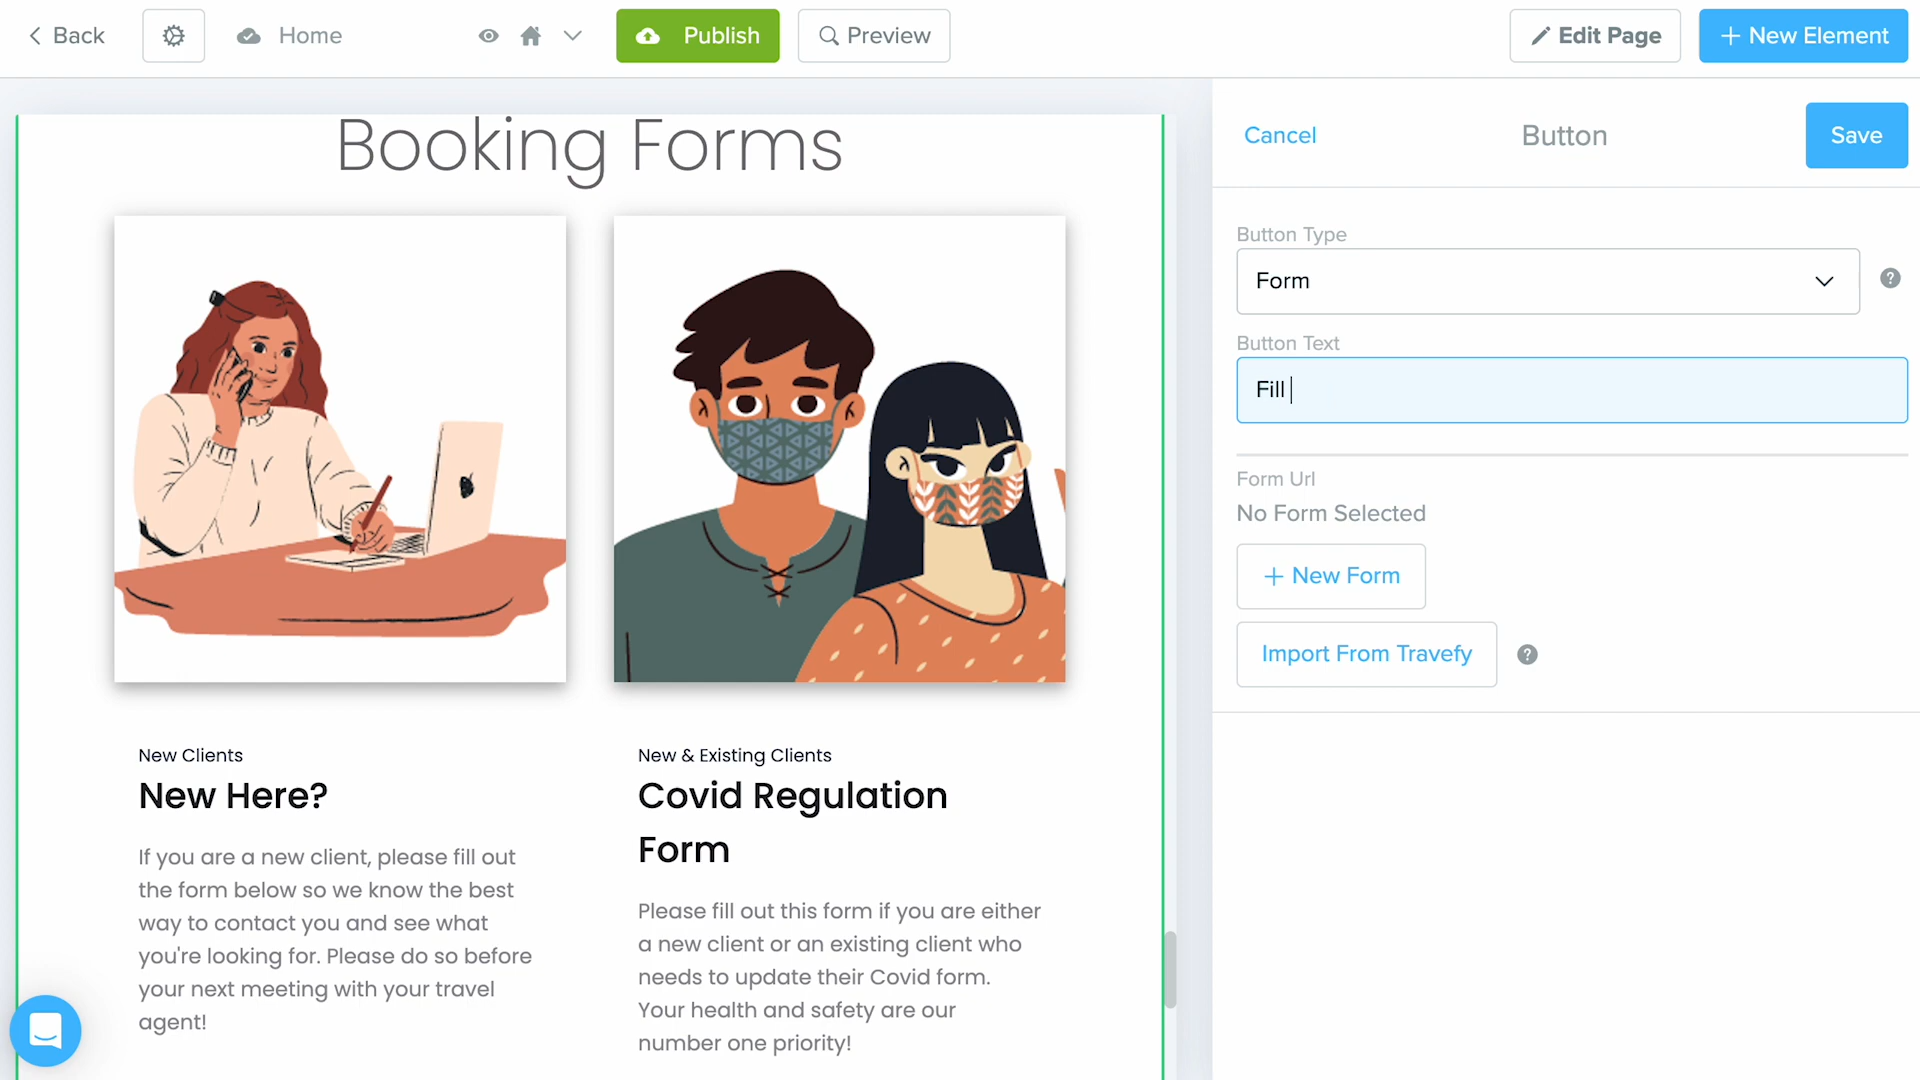 Back
Home
Publish
Preview
Edit Page
+ New Element
Booking Forms
New Clients
New Here?
If you are a new client, please fill out
the form below so we know the best
way to contact you and see what
you're looking for. Please do so before
your next meeting with your travel
agent!
New & Existing Clients
Covid Regulation
Form
Please fill out this form if you are either
a new client or an existing client who
needs to update their Covid form.
Your health and safety are our
number one priority!
Cancel
Button
Save
Button Type
Form
?
Button Text
Fill
Form Url
No Form Selected
+ New Form
Import From Travefy
?